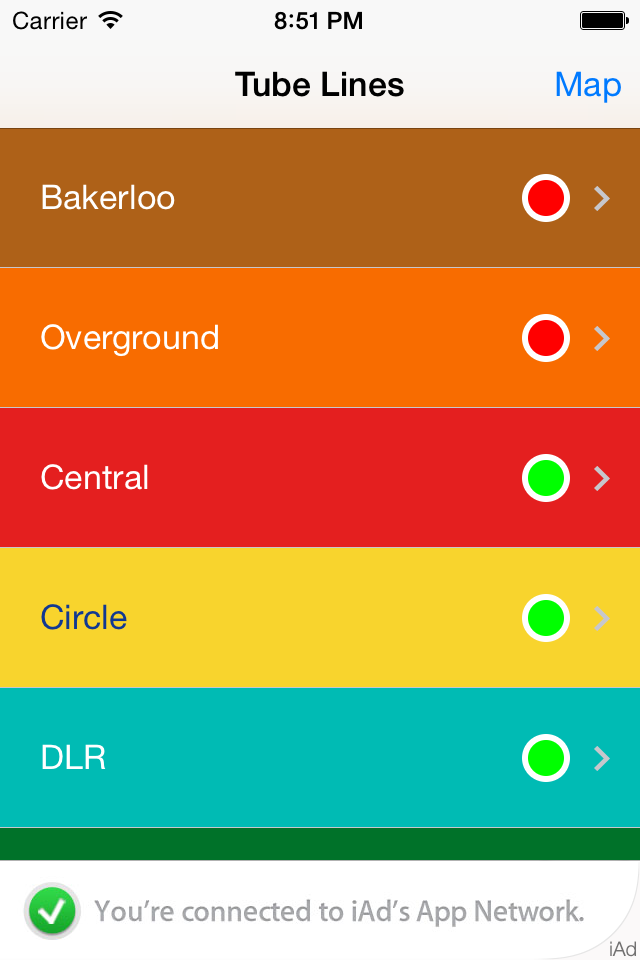 Carrier 8:51 PM
Tube Lines Map
Bakerloo
Overground
Central
Circle
DLR
You're connected to iAd's App Network.
iAd